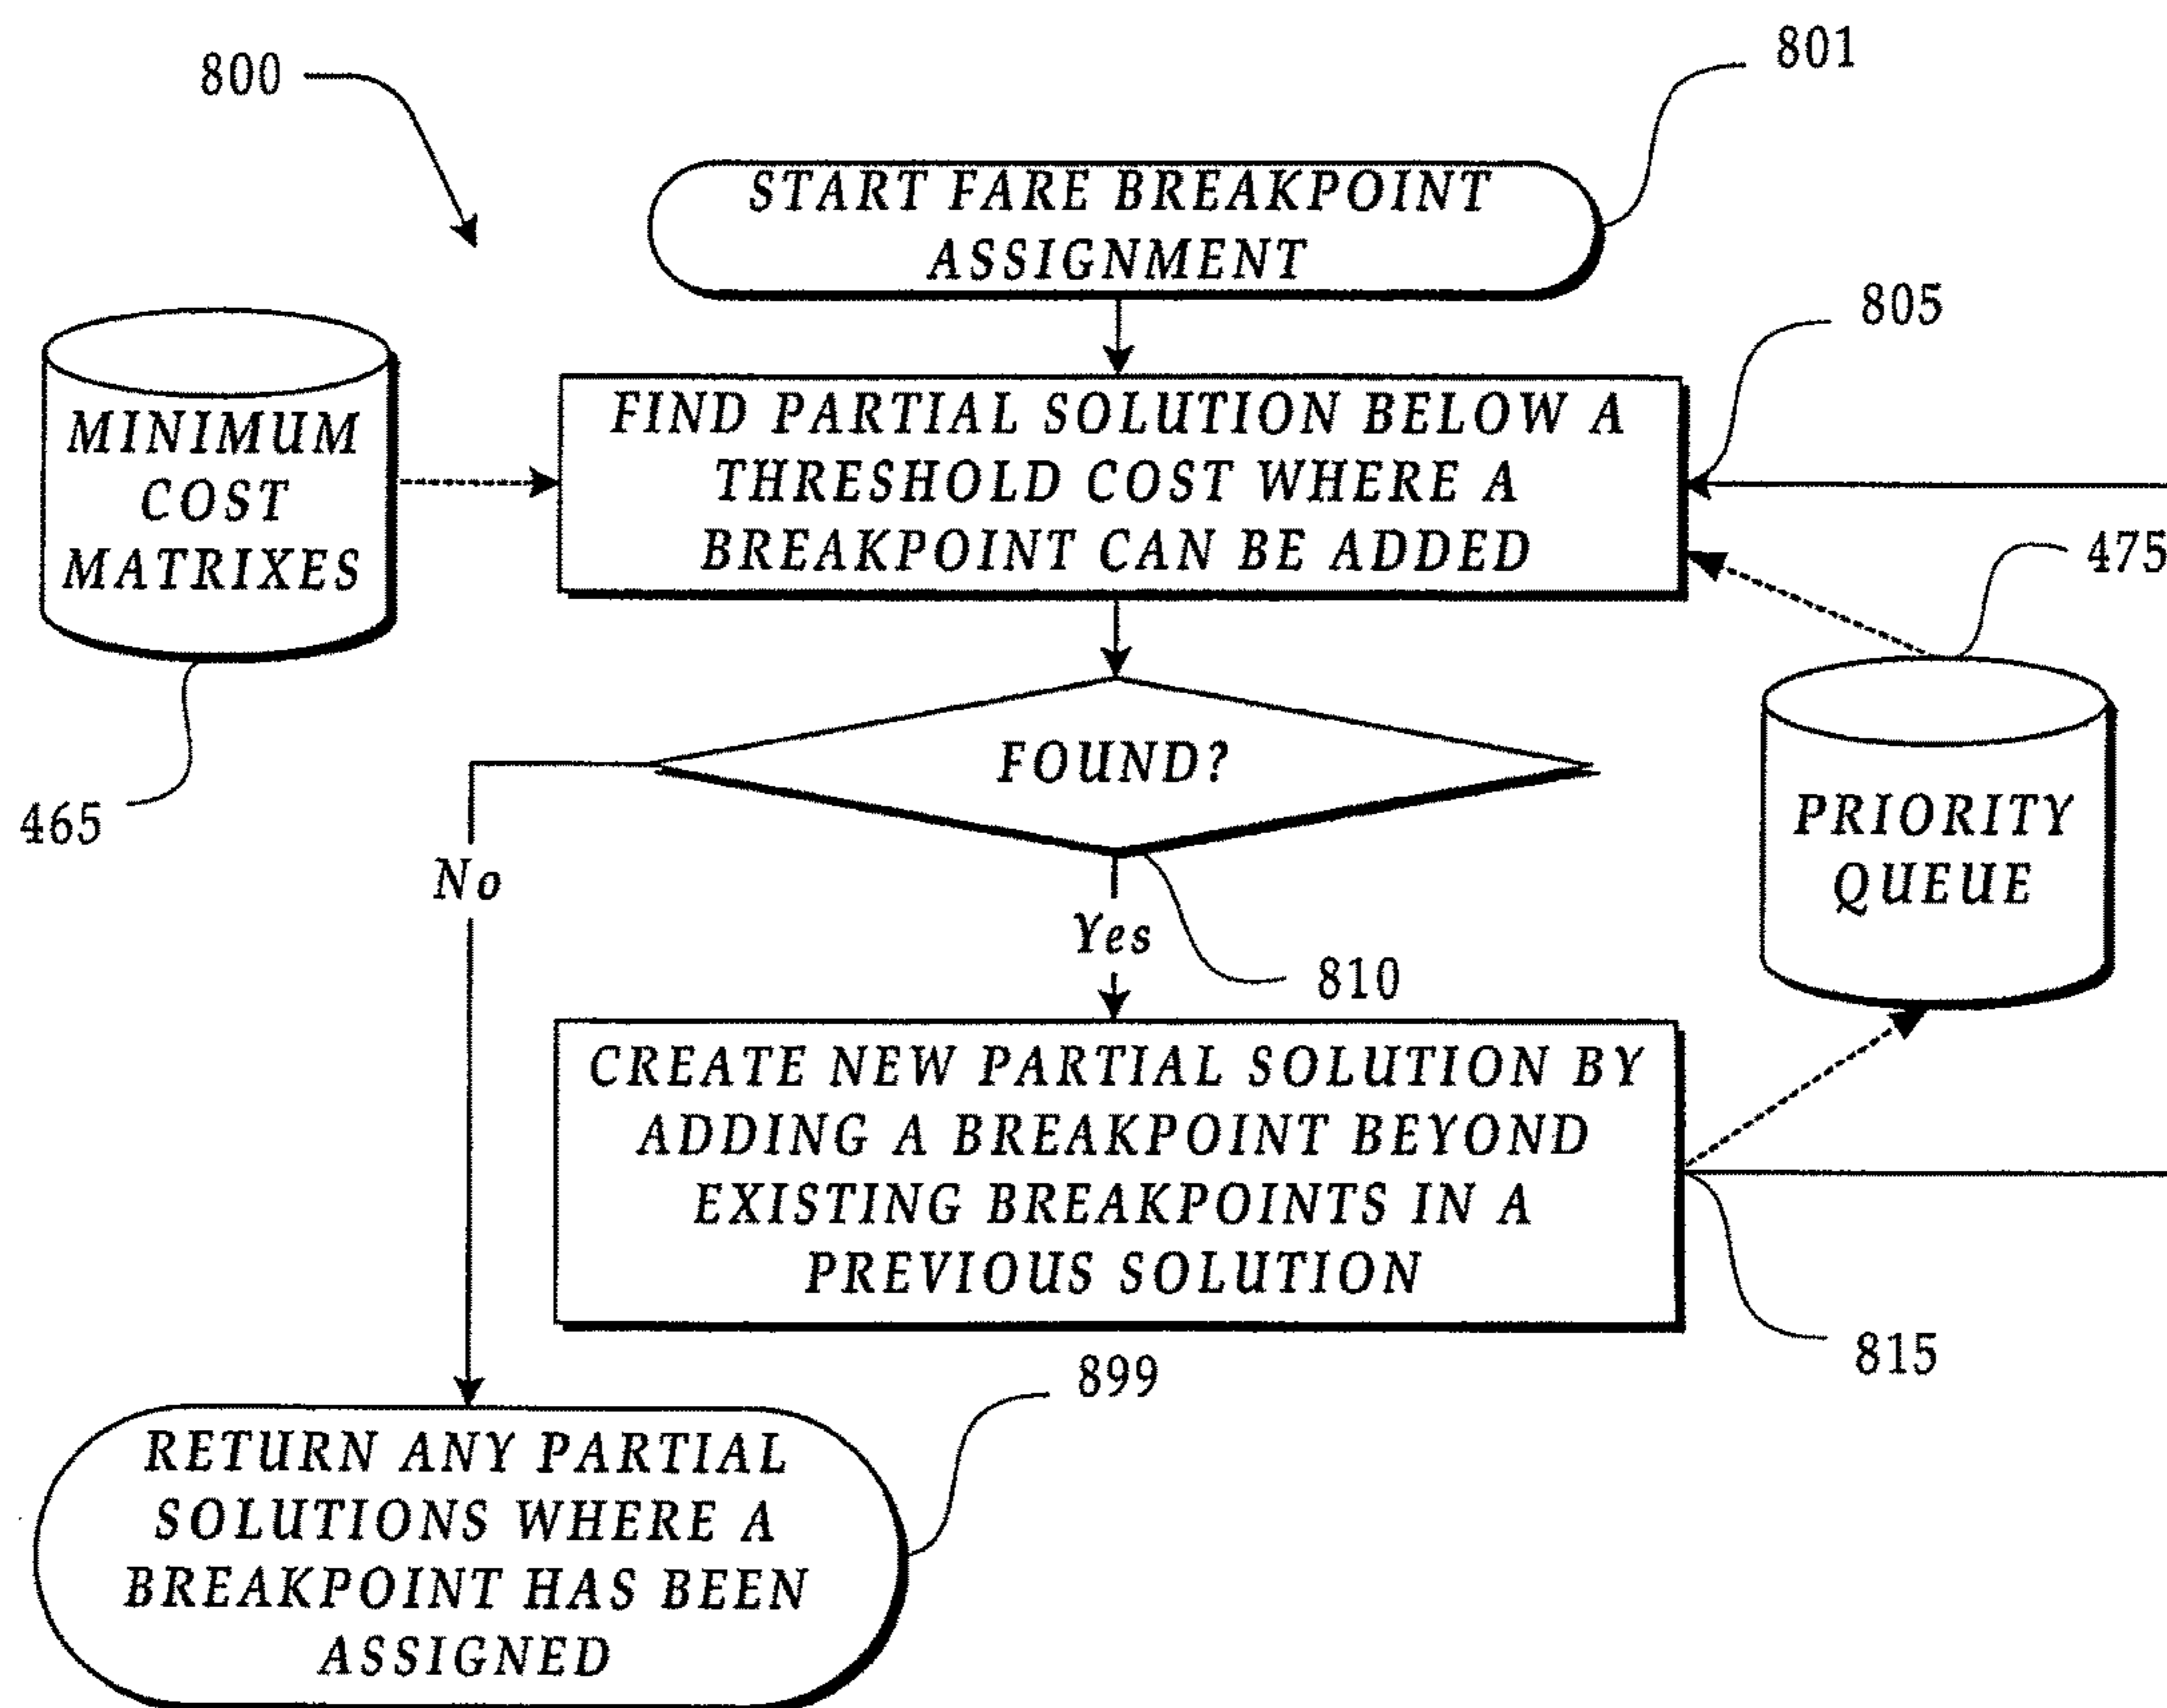 800
801
START FARE BREAKPOINT
ASSIGNMENT
805
MINIMUM
COST
MATRIXES
FIND PARTIAL SOLUTION BELOW A
THRESHOLD COST WHERE A
BREAKPOINT CAN BE ADDED
475
465
FOUND?
PRIORITY
QUEUE
No
Yes
810
CREATE NEW PARTIAL SOLUTION BY
ADDING A BREAKPOINT BEYOND
EXISTING BREAKPOINTS IN A
PREVIOUS SOLUTION
815
899
RETURN ANY PARTIAL
SOLUTIONS WHERE A
BREAKPOINT HAS BEEN
ASSIGNED